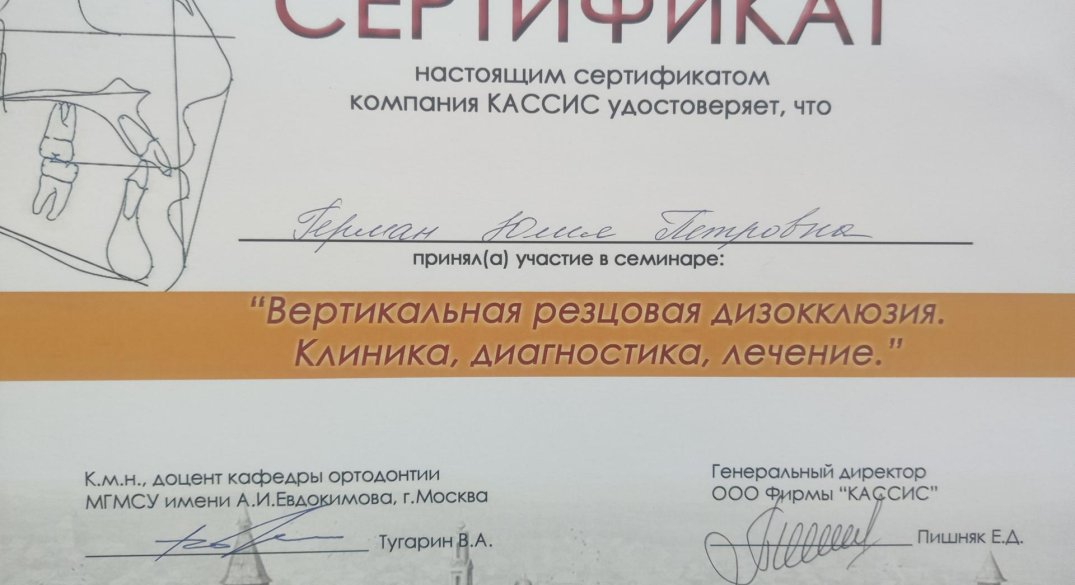 СЕРТИФИКАТ
настоящим сертификатом
компания КАССИС удостоверяет, что
Герман Юлия Петровна
принял(а) участие в семинаре:
“Вертикальная резцовая дизокклюзия.
Клиника, диагностика, лечение.”
К.м.н., доцент кафедры ортодонтии
МГМСУ имени А.И.Евдокимова, г.Москва
Тугарин В.А.
Генеральный директор
ООО Фирмы “КАССИС”
Пишняк Е.Д.